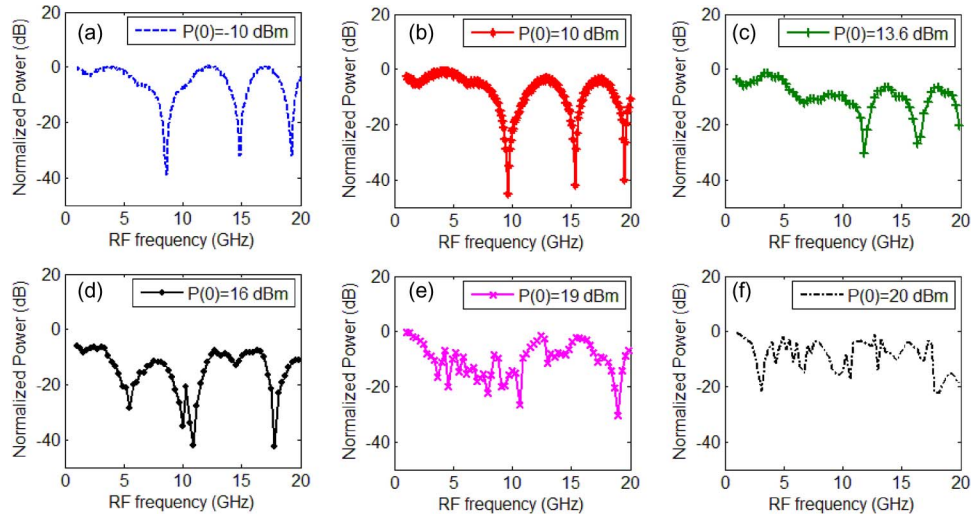 (a)
P(0)=-10 dBm
Normalized Power (dB)
20
0
-20
-40
0 5 10 15 20
RF frequency (GHz)
(b)
P(0)=10 dBm
Normalized Power (dB)
20
0
-20
-40
0 5 10 15 20
RF frequency (GHz)
(c)
P(0)=13.6 dBm
Normalized Power (dB)
20
0
-20
-40
0 5 10 15 20
RF frequency (GHz)
(d)
P(0)=16 dBm
Normalized Power (dB)
20
0
-20
-40
0 5 10 15 20
RF frequency (GHz)
(e)
P(0)=19 dBm
Normalized Power (dB)
20
0
-20
-40
0 5 10 15 20
RF frequency (GHz)
(f)
P(0)=20 dBm
Normalized Power (dB)
20
0
-20
-40
0 5 10 15 20
RF frequency (GHz)